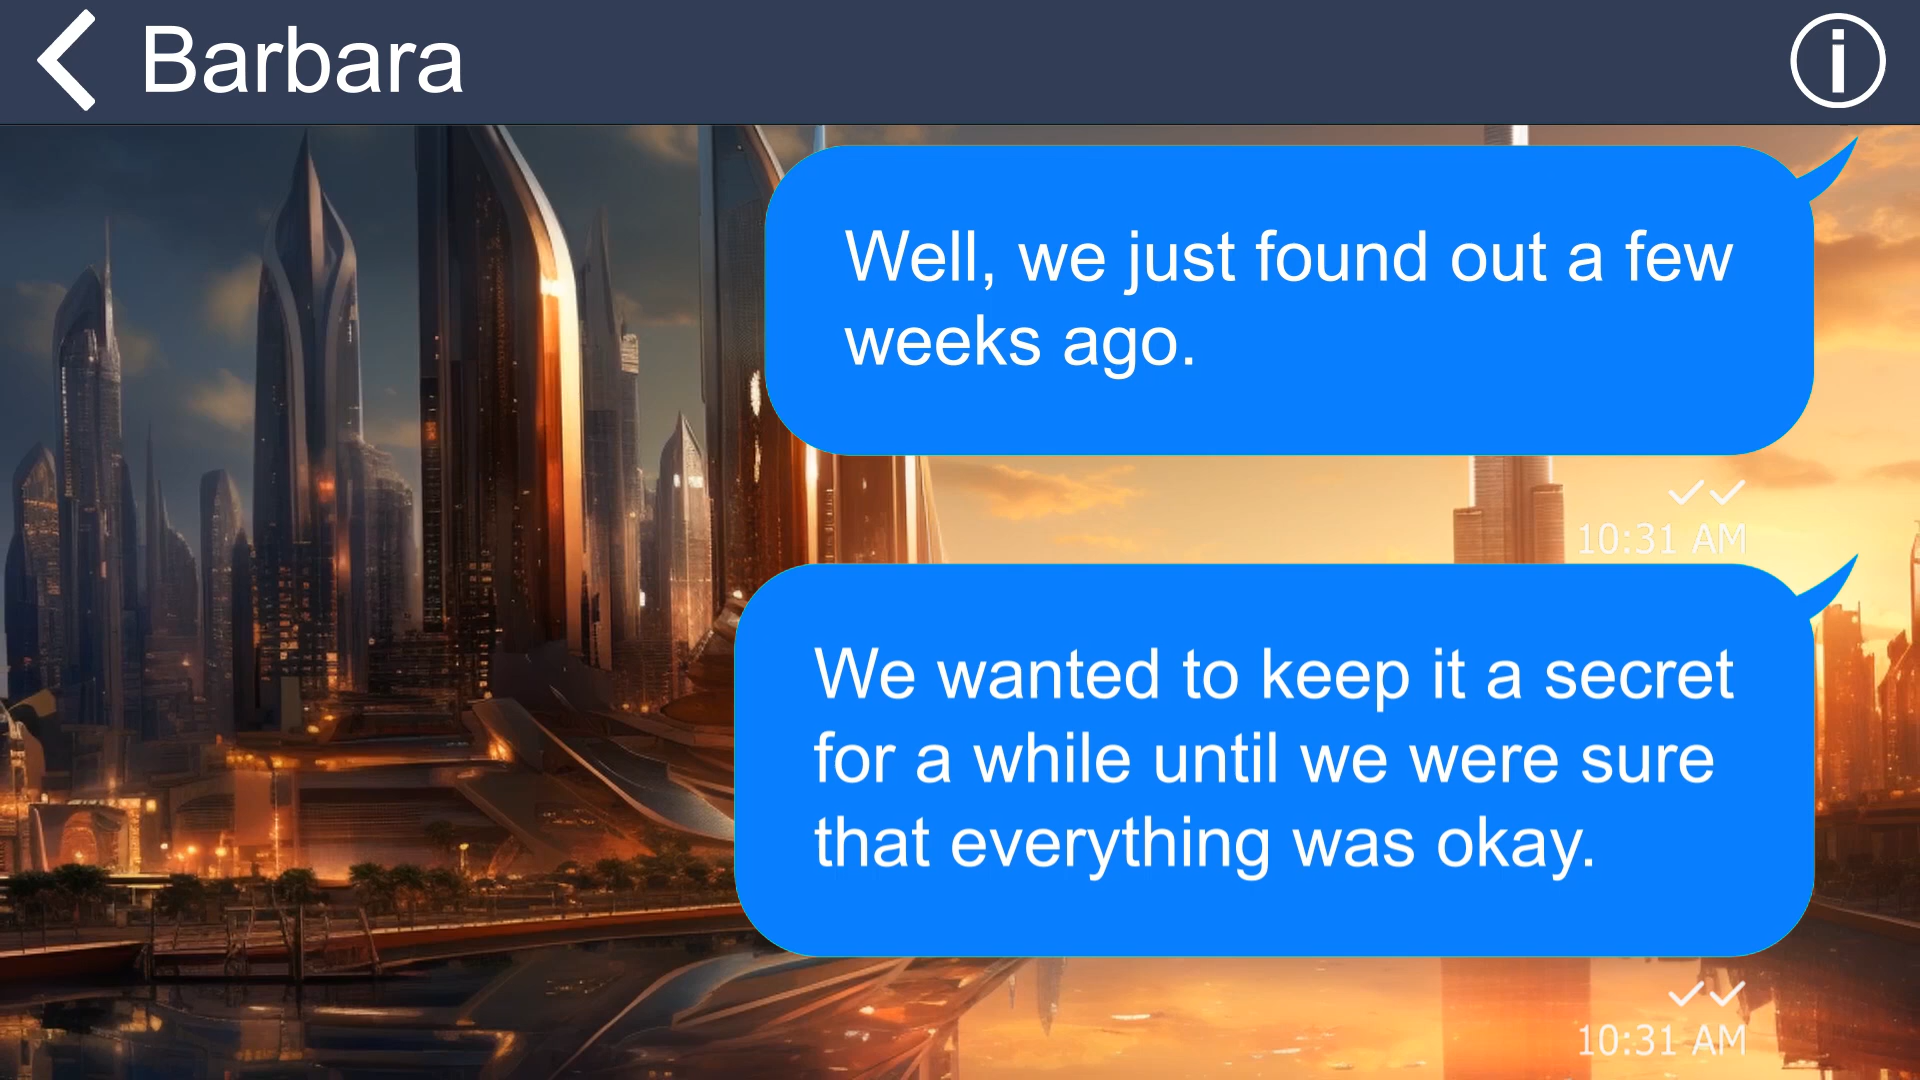 Barbara
Well, we just found out a few
weeks ago.
10:31 AM
We wanted to keep it a secret
for a while until we were sure
that everything was okay.
10:31 AM